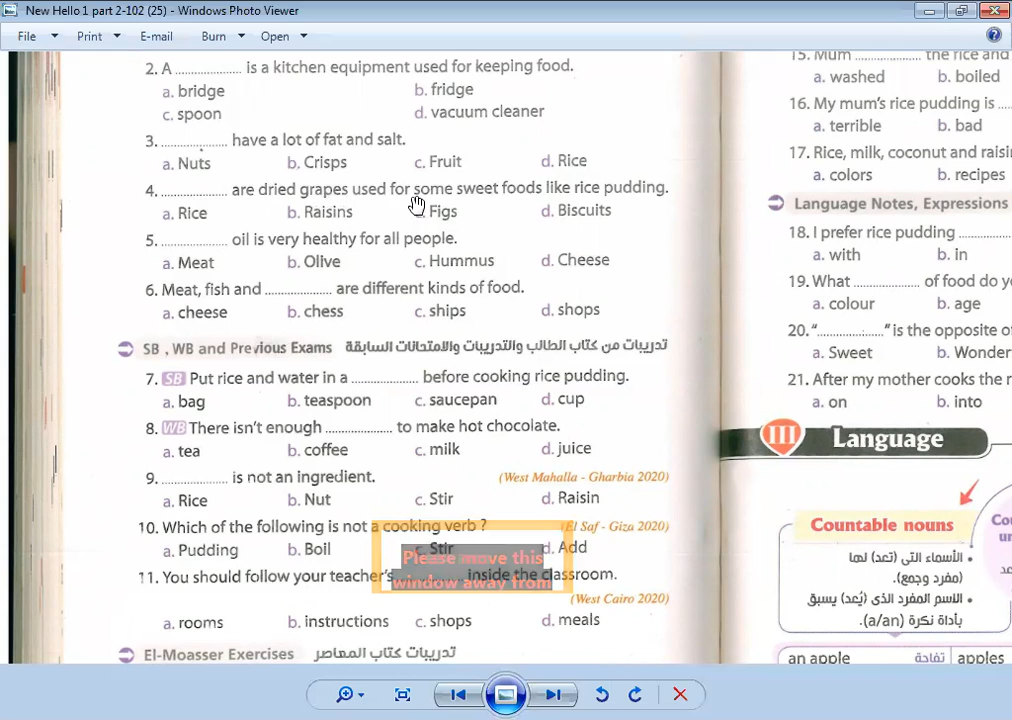 New Hello 1 part 2-102 (25) - Windows Photo Viewer
File Print E-mail Burn Open
2. A .................. is a kitchen equipment used for keeping food.
a. bridge b. fridge
c. spoon d. vacuum cleaner
3. .................. have a lot of fat and salt.
a. Nuts b. Crisps c. Fruit d. Rice
4. .................. are dried grapes used for some sweet foods like rice pudding.
a. Rice b. Raisins c. Figs d. Biscuits
5. .................. oil is very healthy for all people.
a. Meat b. Olive c. Hummus d. Cheese
6. Meat, fish and .................. are different kinds of food.
a. cheese b. chess c. ships d. shops
SB , WB and Previous Exams تدريبات من كتاب الطالب والتدريبات والامتحانات السابقة
7. SB Put rice and water in a .................. before cooking rice pudding.
a. bag b. teaspoon c. saucepan d. cup
8. WB There isn't enough .................. to make hot chocolate.
a. tea b. coffee c. milk d. juice
9. .................. is not an ingredient. (West Mahalla - Gharbia 2020)
a. Rice b. Nut c. Stir d. Raisin
10. Which of the following is not a cooking verb ? (El Saf - Giza 2020)
a. Pudding b. Boil c. Stir d. Add
Please move this
window away from
11. You should follow your teacher's .................. inside the classroom.
(West Cairo 2020)
a. rooms b. instructions c. shops d. meals
El-Moasser Exercises تدريبات كتاب المعاصر
15. Mum .................. the rice and
a. washed b. boiled
16. My mum's rice pudding is
a. terrible b. bad
17. Rice, milk, coconut and raisi
a. colors b. recipes
Language Notes, Expressions
18. I prefer rice pudding
a. with b. in
19. What .................. of food do yo
a. colour b. age
20. ".................." is the opposite o
a. Sweet b. Wonder
21. After my mother cooks the r
a. on b. into
III Language
Countable nouns
• الأسماء التى (تعد) لها
(مفرد وجمع).
• الاسم المفرد الذى (يُعد) يسبق
بأداة نكرة (a/an).
an apple تفاحة apples